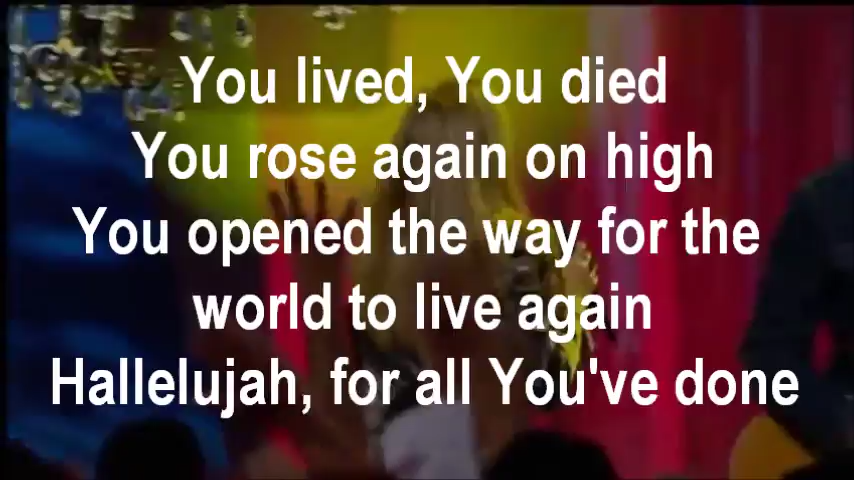 You lived, You died
You rose again on high
You opened the way for the
world to live again
Hallelujah, for all You've done